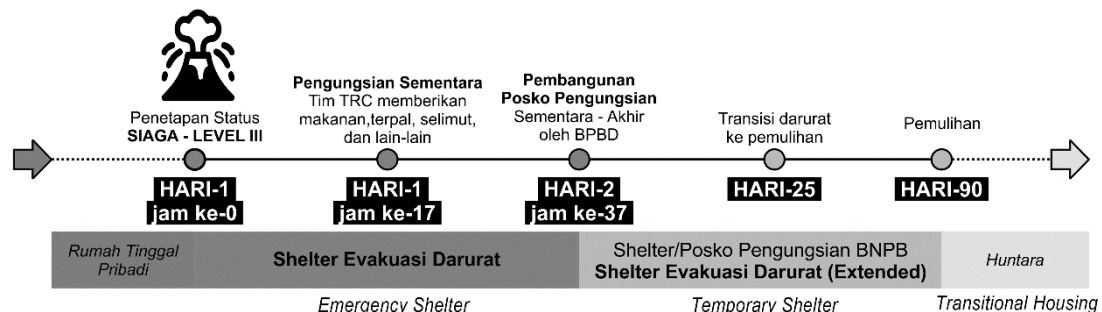 Penetapan Status
SIAGA - LEVEL III
HARI-1
jam ke-0
Pengungsian Sementara
Tim TRC memberikan
makanan,terpal, selimut,
dan lain-lain
HARI-1
jam ke-17
Pembangunan
Posko Pengungsian
Sementara - Akhir
oleh BPBD
HARI-2
jam ke-37
Transisi darurat
ke pemulihan
HARI-25
Pemulihan
HARI-90
Rumah Tinggal
Pribadi
Shelter Evakuasi Darurat
Shelter/Posko Pengungsian BNPB
Shelter Evakuasi Darurat (Extended)
Huntara
Emergency Shelter
Temporary Shelter
Transitional Housing